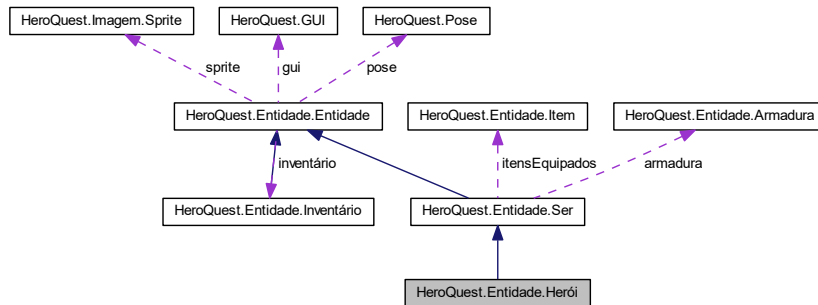 HeroQuest.Imagem.Sprite
HeroQuest.GUI
HeroQuest.Pose
sprite
gui
pose
HeroQuest.Entidade.Entidade
HeroQuest.Entidade.Item
HeroQuest.Entidade.Armadura
inventário
itensEquipados
armadura
HeroQuest.Entidade.Inventário
HeroQuest.Entidade.Ser
HeroQuest.Entidade.Herói